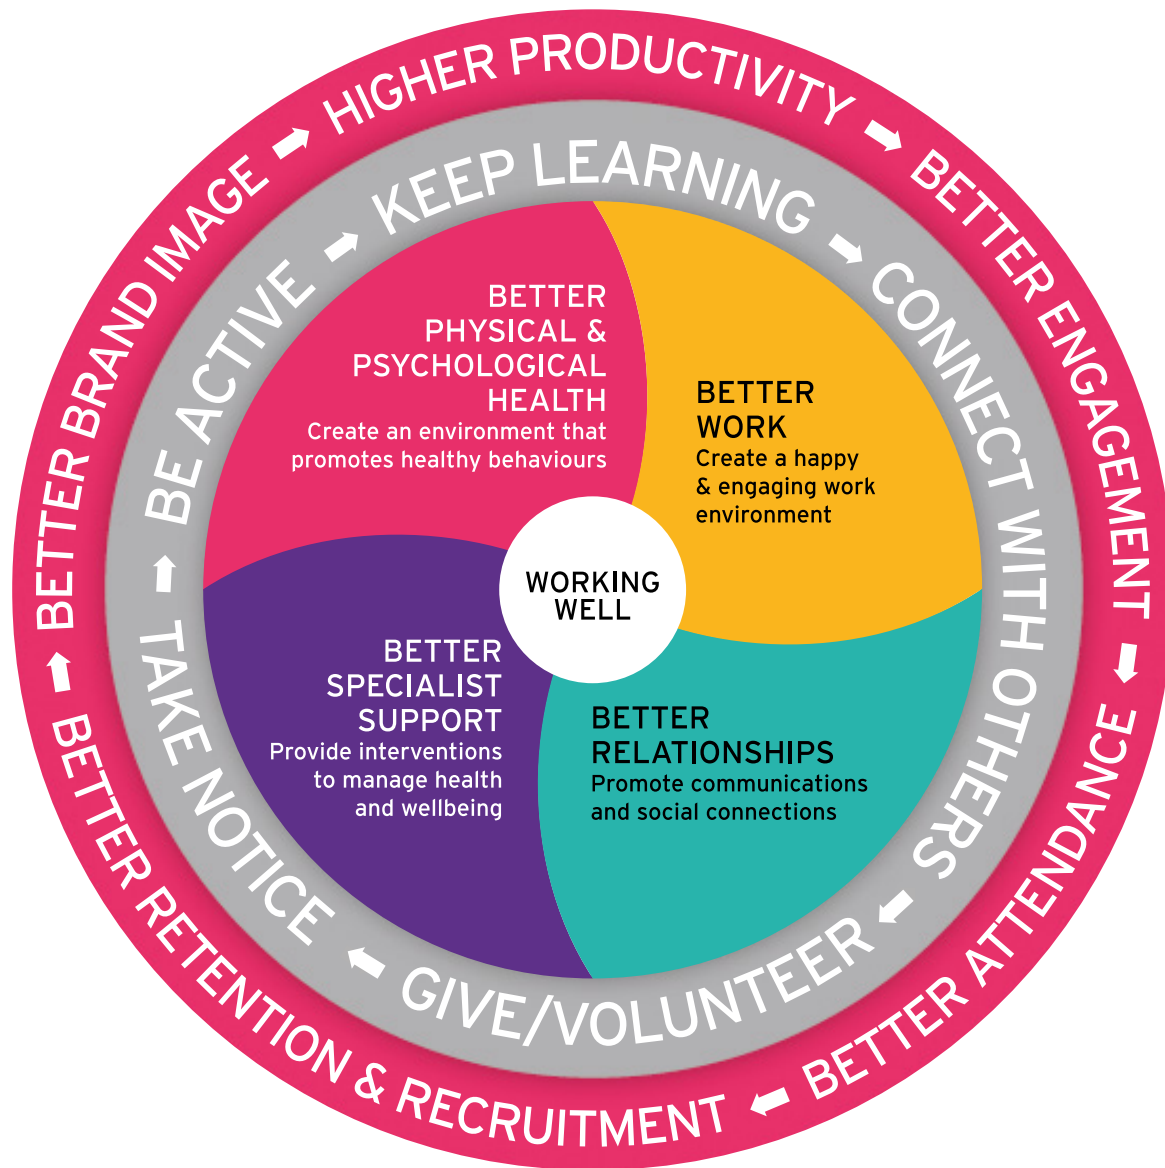 HIGHER PRODUCTIVITY
BETTER ENGAGEMENT
BETTER ATTENDANCE
BETTER RETENTION & RECRUITMENT
BETTER BRAND IMAGE
KEEP LEARNING
CONNECT WITH OTHERS
GIVE/VOLUNTEER
TAKE NOTICE
BE ACTIVE
BETTER
PHYSICAL &
PSYCHOLOGICAL
HEALTH
Create an environment that
promotes healthy behaviours
BETTER
WORK
Create a happy
& engaging work
environment
WORKING
WELL
BETTER
SPECIALIST
SUPPORT
Provide interventions
to manage health
and wellbeing
BETTER
RELATIONSHIPS
Promote communications
and social connections